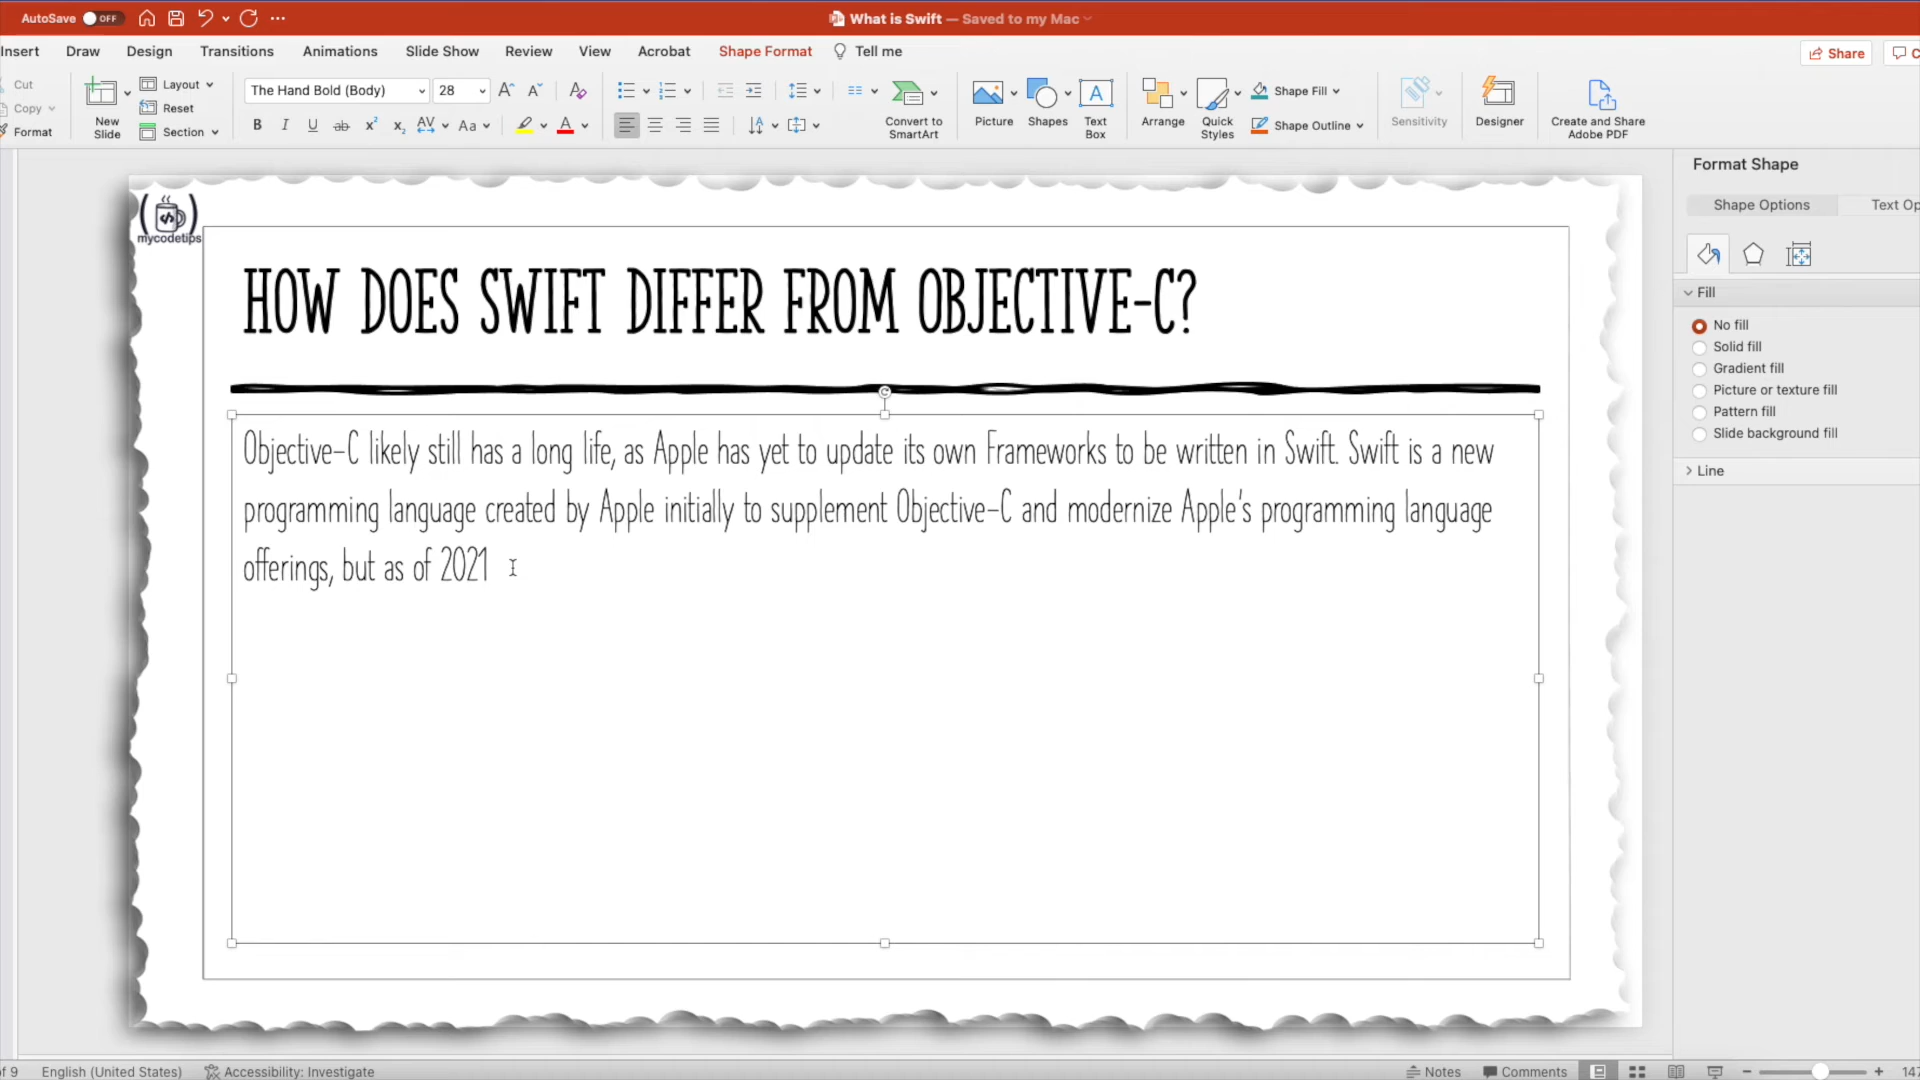 AutoSave OFF
What is Swift — Saved to my Mac
Insert Draw Design Transitions Animations Slide Show Review View Acrobat Shape Format Tell me
Share
Cut
Copy
Format
New
Slide
Layout
Reset
Section
The Hand Bold (Body) 28
B I U ab x² x₂ AV Aa A
Convert to
SmartArt
Picture
Shapes
Text
Box
Arrange
Quick
Styles
Shape Fill
Shape Outline
Sensitivity
Designer
Create and Share
Adobe PDF
mycodetips
HOW DOES SWIFT DIFFER FROM OBJECTIVE-C?
Objective-C likely still has a long life, as Apple has yet to update its own Frameworks to be written in Swift. Swift is a new
programming language created by Apple initially to supplement Objective-C and modernize Apple's programming language
offerings, but as of 2021
Format Shape
Shape Options Text Op
Fill
No fill
Solid fill
Gradient fill
Picture or texture fill
Pattern fill
Slide background fill
Line
of 9 English (United States) Accessibility: Investigate
Notes Comments 147